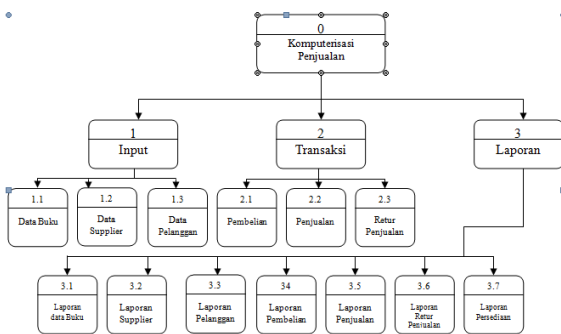 0
Komputerisasi
Penjualan
1
Input
2
Transaksi
3
Laporan
1.1
Data Buku
1.2
Data
Supplier
1.3
Data
Pelanggan
2.1
Pembelian
2.2
Penjualan
2.3
Retur
Penjualan
3.1
Laporan
data Buku
3.2
Laporan
Supplier
3.3
Laporan
Pelanggan
34
Laporan
Pembelian
3.5
Laporan
Penjualan
3.6
Laporan
Retur
Penjualan
3.7
Laporan
Persediaan